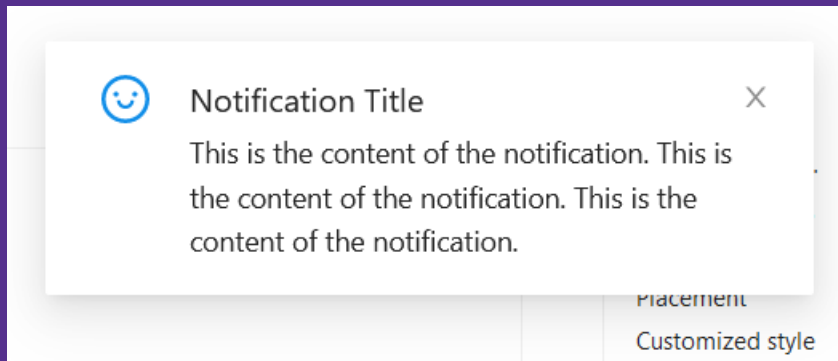 Notification Title
This is the content of the notification. This is
the content of the notification. This is the
content of the notification.
Placement
Customized style